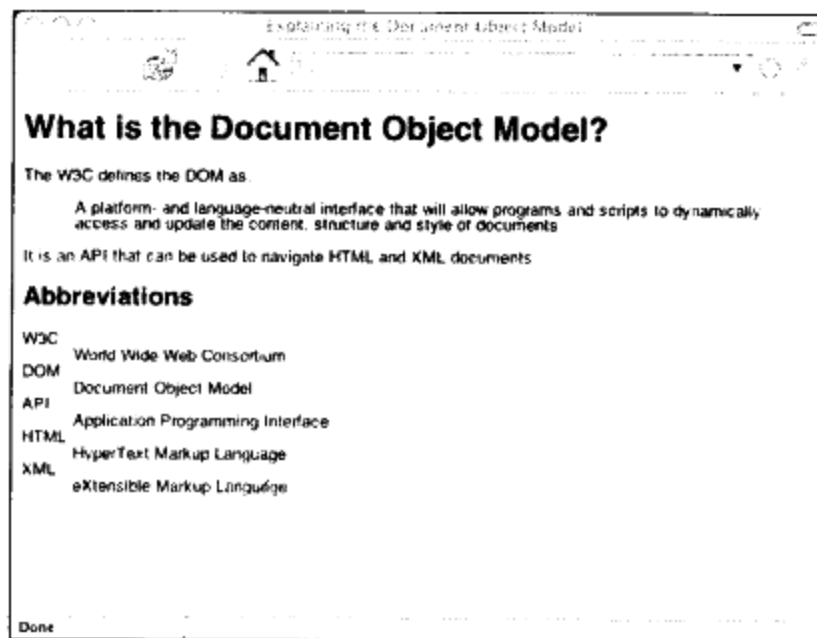 Explaining the Document Object Model
What is the Document Object Model?
The W3C defines the DOM as
A platform- and language-neutral interface that will allow programs and scripts to dynamically
access and update the content, structure and style of documents
It is an API that can be used to navigate HTML and XML documents
Abbreviations
W3C
World Wide Web Consortium
DOM
Document Object Model
API
Application Programming Interface
HTML
HyperText Markup Language
XML
eXtensible Markup Language
Done